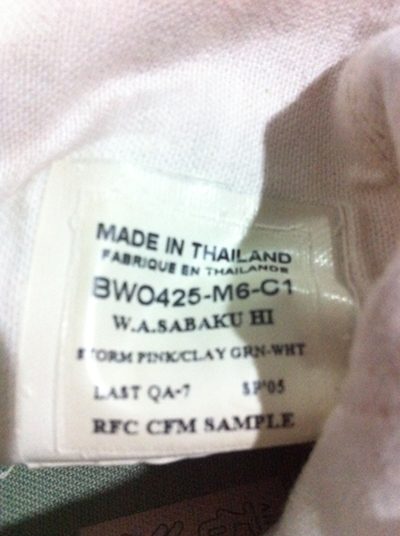 MADE IN THAILAND
FABRIQUE EN THAILANDE
BWO425-M6-C1
W.A.SABAKU HI
STORM PINK/CLAY GRN-WHT
LAST QA-7 SP'05
RFC CFM SAMPLE